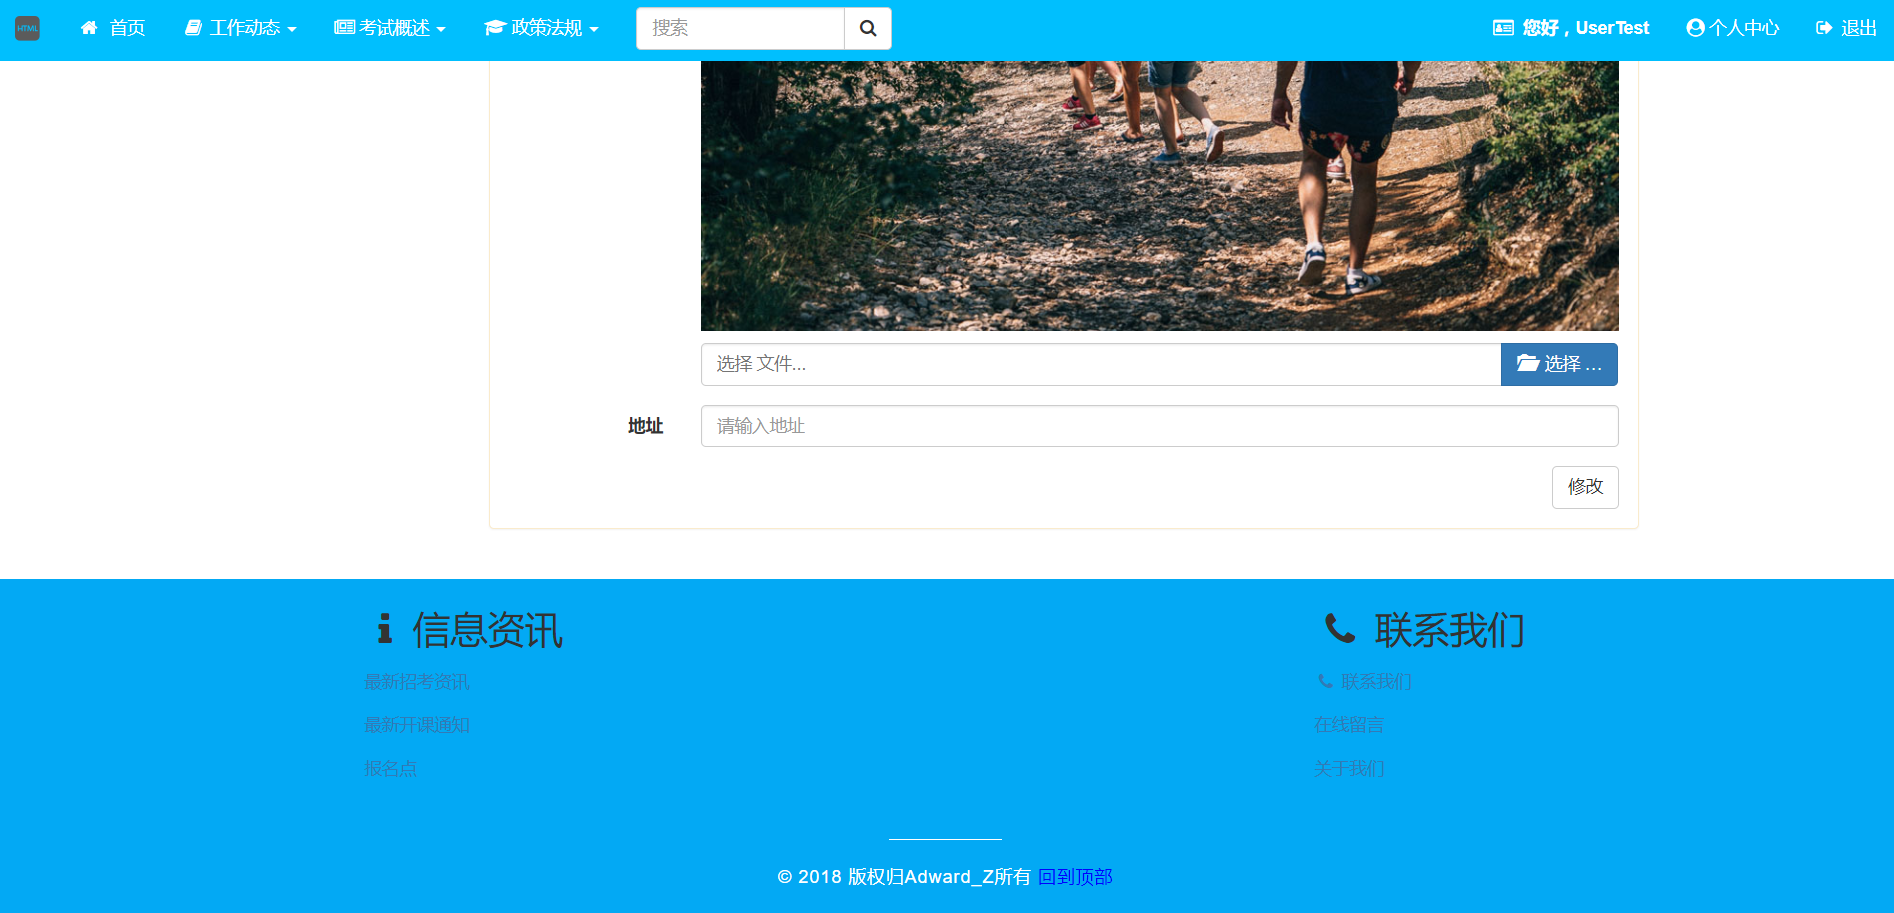 HTML 首页 工作动态 考试概述 政策法规 搜索 您好，UserTest 个人中心 退出
选择 文件... 选择 ...
地址 请输入地址
修改
信息资讯
最新招考资讯
最新开课通知
报名点
联系我们
联系我们
在线留言
关于我们
© 2018 版权归Adward_Z所有 回到顶部